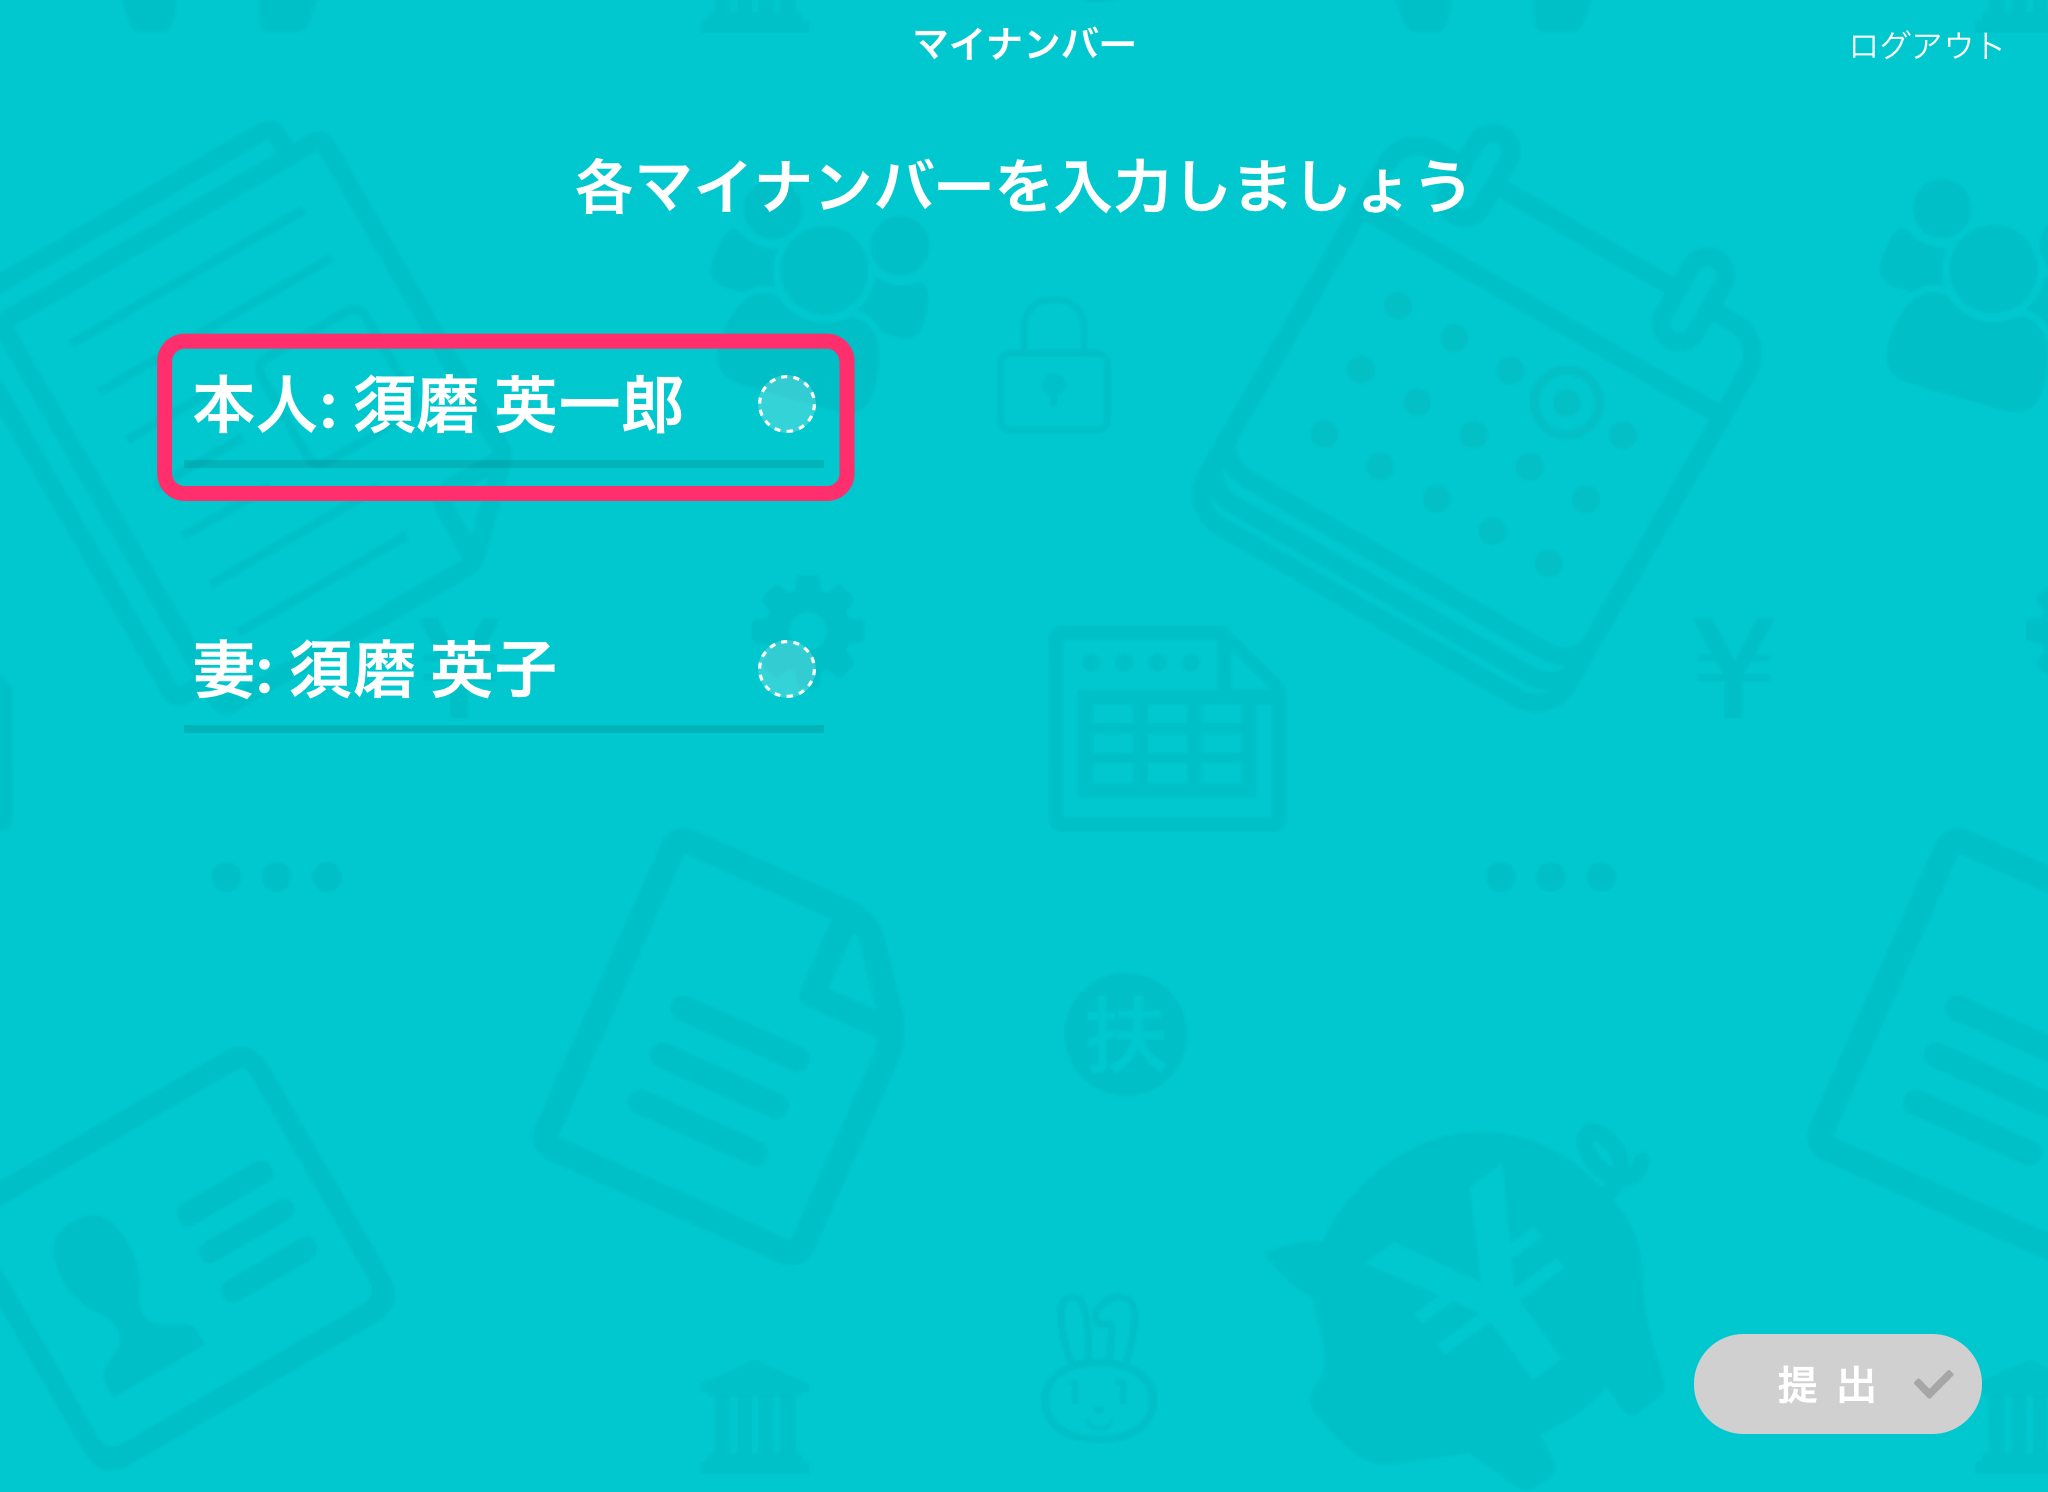 マイナンバー
ログアウト
各マイナンバーを入力しましょう
本人: 須磨 英一郎
妻: 須磨 英子
扶
提出